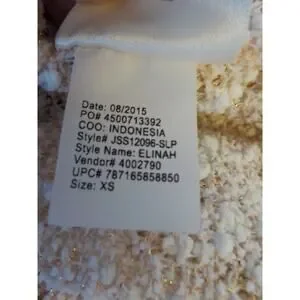 Date: 08/2015
PO# 4500713392
COO: INDONESIA
Style# JSS12096-SLP
Style Name: ELINAH
Vendor# 4002790
UPC# 787165858850
Size: XS